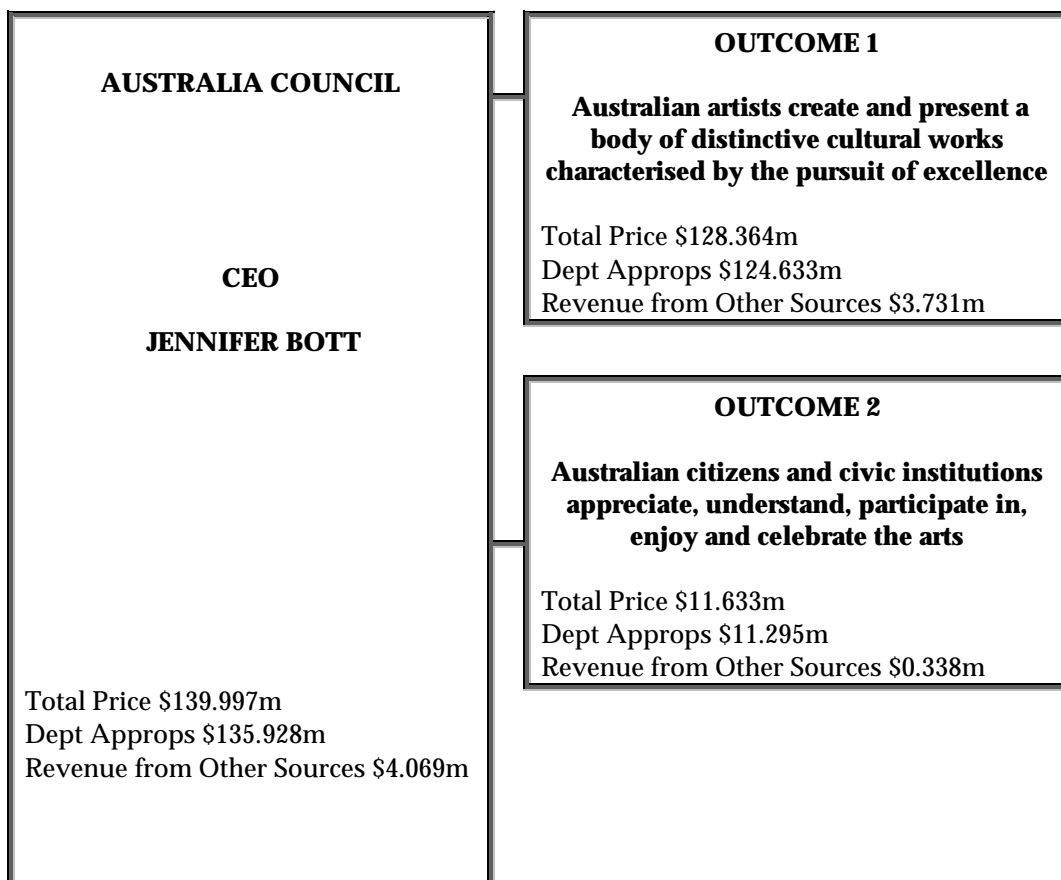 AUSTRALIA COUNCIL
CEO
JENNIFER BOTT
Total Price $139.997m
Dept Approps $135.928m
Revenue from Other Sources $4.069m
OUTCOME 1
Australian artists create and present a
body of distinctive cultural works
characterised by the pursuit of excellence
Total Price $128.364m
Dept Approps $124.633m
Revenue from Other Sources $3.731m
OUTCOME 2
Australian citizens and civic institutions
appreciate, understand, participate in,
enjoy and celebrate the arts
Total Price $11.633m
Dept Approps $11.295m
Revenue from Other Sources $0.338m